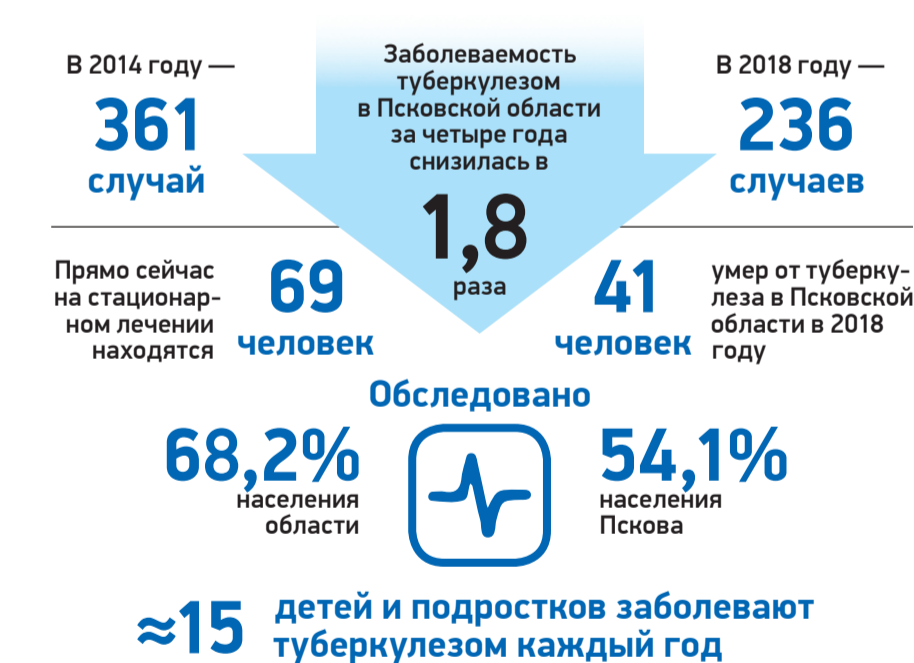 В 2014 году —
361
случай
Заболеваемость
туберкулезом
в Псковской области
за четыре года
снизилась в
1,8
раза
В 2018 году —
236
случаев
Прямо сейчас
на стационар-
ном лечении
находятся
69
человек
41
человек
умер от туберку-
леза в Псковской
области в 2018
году
Обследовано
68,2%
населения
области
54,1%
населения
Пскова
≈15
детей и подростков заболевают
туберкулезом каждый год